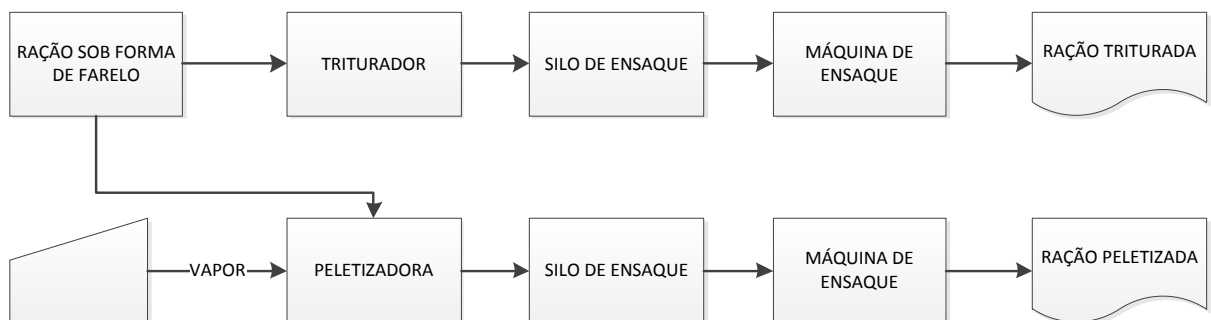 RAÇÃO SOB FORMA
DE FARELO
TRITURADOR
SILO DE ENSAQUE
MÁQUINA DE
ENSAQUE
RAÇÃO TRITURADA
VAPOR
PELETIZADORA
SILO DE ENSAQUE
MÁQUINA DE
ENSAQUE
RAÇÃO PELETIZADA